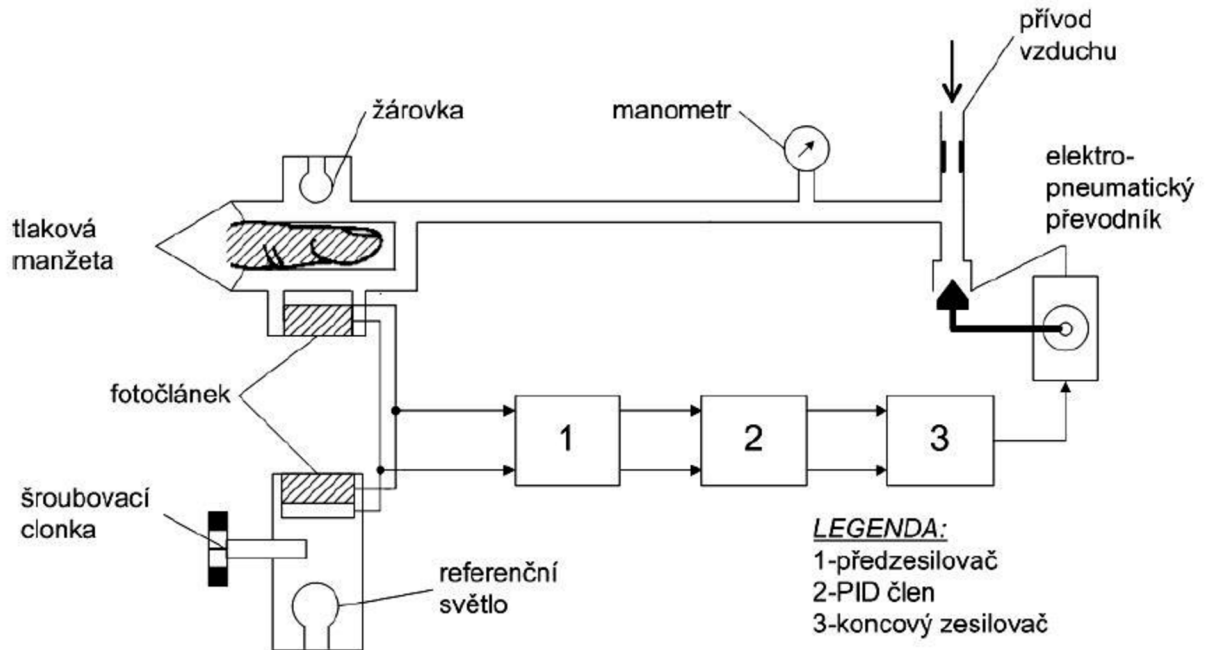 přívod
vzduchu
žárovka
manometr
elektro-
pneumatický
převodník
tlaková
manžeta
fotočlánek
1
2
3
šroubovací
clonka
referenční
světlo
LEGENDA:
1-předzesilovač
2-PID člen
3-koncový zesilovač